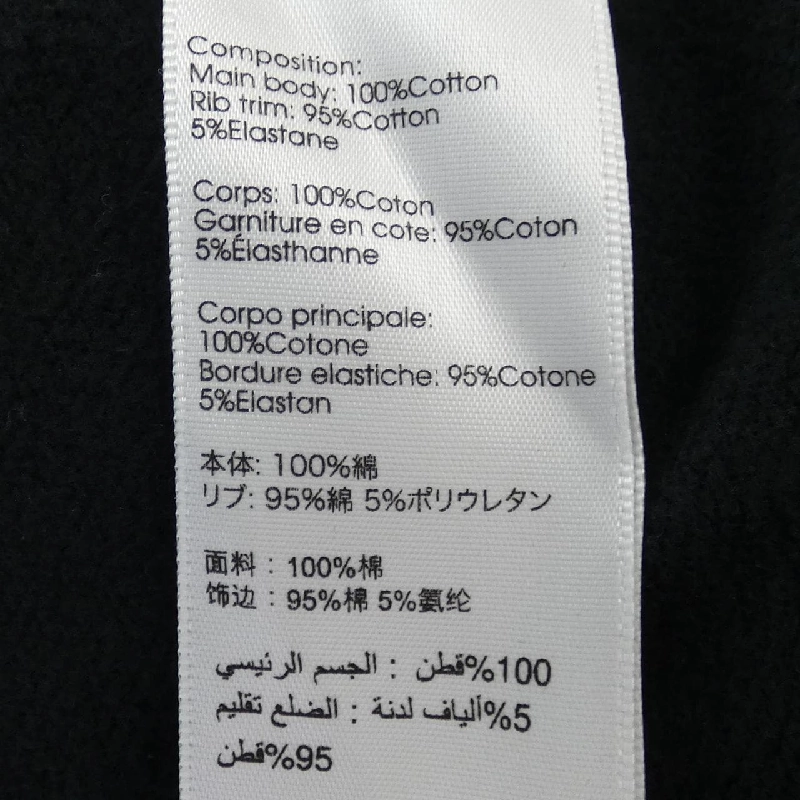 Composition:
Main body: 100%Cotton
Rib trim: 95%Cotton
5%Elastane
Corps: 100%Coton
Garniture en cote: 95%Coton
5%Élasthanne
Corpo principale:
100%Cotone
Bordure elastiche: 95%Cotone
5%Elastan
本体: 100%綿
リブ: 95%綿 5%ポリウレタン
面料：100%棉
饰边：95%棉 5%氨纶
100%قطن : الجسم الرئيسي
5%ألياف لدنة : الضلع تقليم
95%قطن